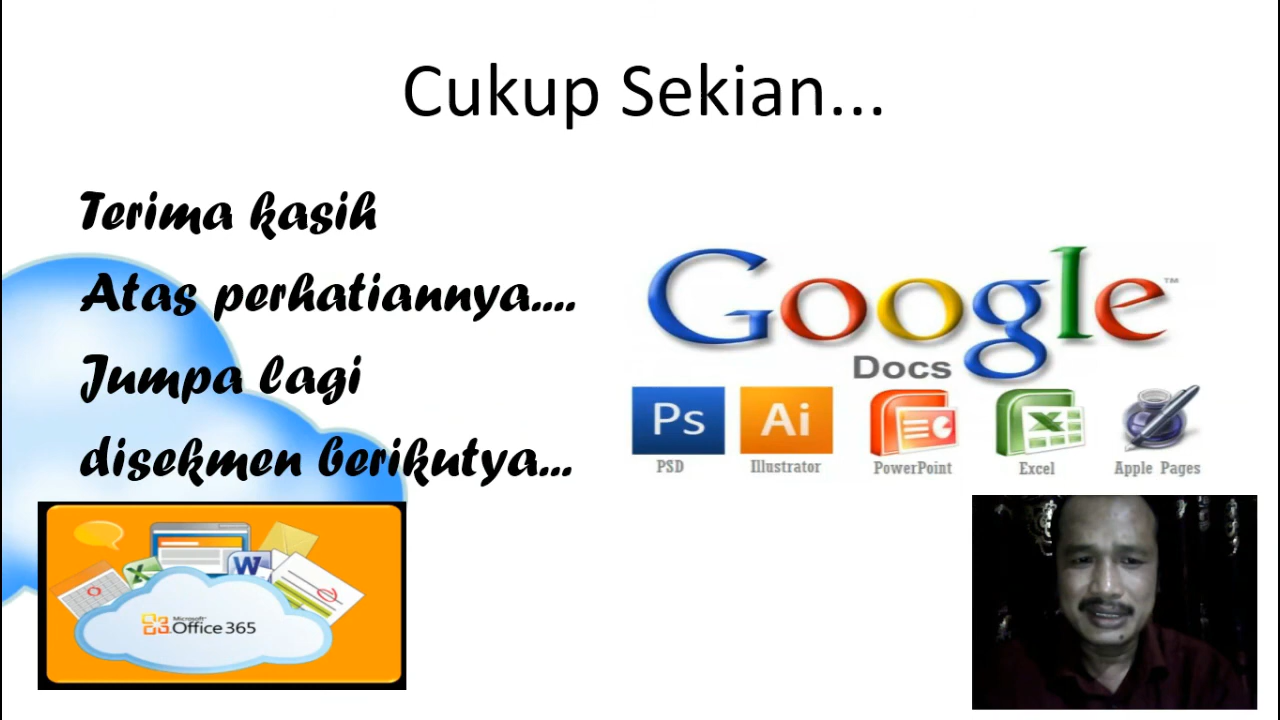 Cukup Sekian...
Terima kasih
Atas perhatiannya....
Jumpa lagi
disekmen berikutya...
Google™
Docs
Ps
Ai
PSD
Illustrator
PowerPoint
Excel
Apple Pages
W
Microsoft
Office 365